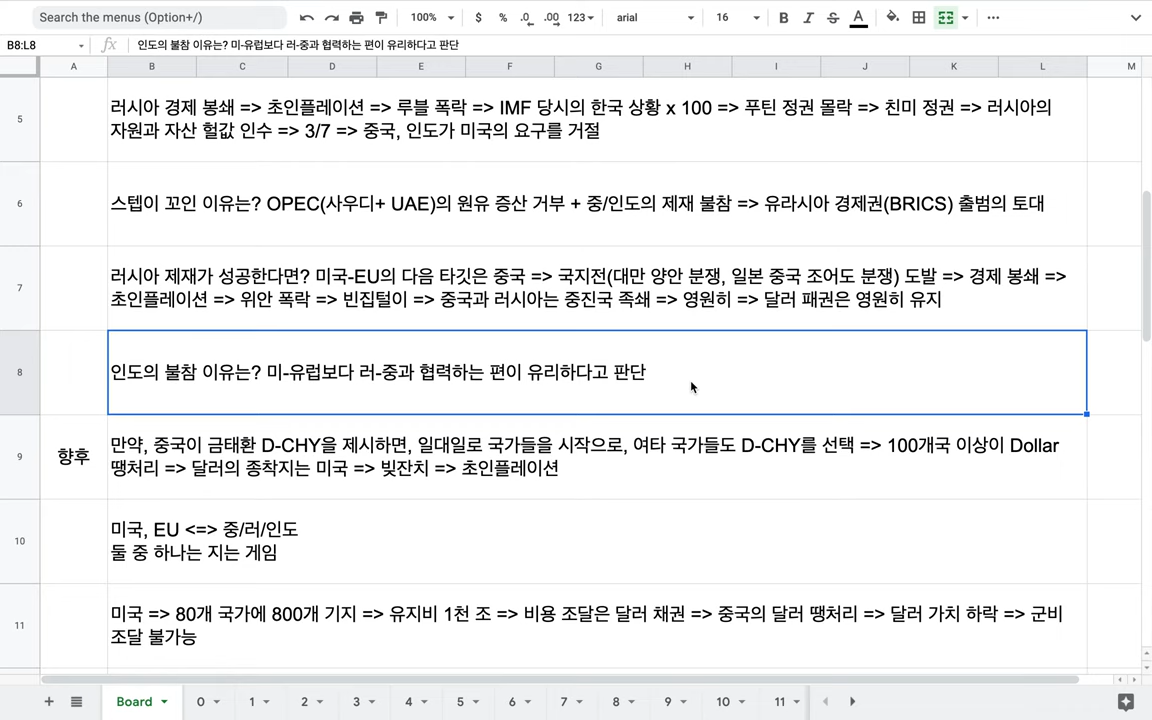 Search the menus (Option+/)
100%
$
%
.0
.00
123
arial
16
B
I
S
A
B8:L8
fx
인도의 불참 이유는? 미-유럽보다 러-중과 협력하는 편이 유리하다고 판단
A B C D E F G H I J K L M
5
러시아 경제 봉쇄 => 초인플레이션 => 루블 폭락 => IMF 당시의 한국 상황 x 100 => 푸틴 정권 몰락 => 친미 정권 => 러시아의
자원과 자산 헐값 인수 => 3/7 => 중국, 인도가 미국의 요구를 거절
6
스텝이 꼬인 이유는? OPEC(사우디+ UAE)의 원유 증산 거부 + 중/인도의 제재 불참 => 유라시아 경제권(BRICS) 출범의 토대
7
러시아 제재가 성공한다면? 미국-EU의 다음 타깃은 중국 => 국지전(대만 양안 분쟁, 일본 중국 조어도 분쟁) 도발 => 경제 봉쇄 =>
초인플레이션 => 위안 폭락 => 빈집털이 => 중국과 러시아는 중진국 족쇄 => 영원히 => 달러 패권은 영원히 유지
8
인도의 불참 이유는? 미-유럽보다 러-중과 협력하는 편이 유리하다고 판단
9
향후
만약, 중국이 금태환 D-CHY을 제시하면, 일대일로 국가들을 시작으로, 여타 국가들도 D-CHY를 선택 => 100개국 이상이 Dollar
땡처리 => 달러의 종착지는 미국 => 빚잔치 => 초인플레이션
10
미국, EU <=> 중/러/인도
둘 중 하나는 지는 게임
11
미국 => 80개 국가에 800개 기지 => 유지비 1천 조 => 비용 조달은 달러 채권 => 중국의 달러 땡처리 => 달러 가치 하락 => 군비
조달 불가능
Board 0 1 2 3 4 5 6 7 8 9 10 11